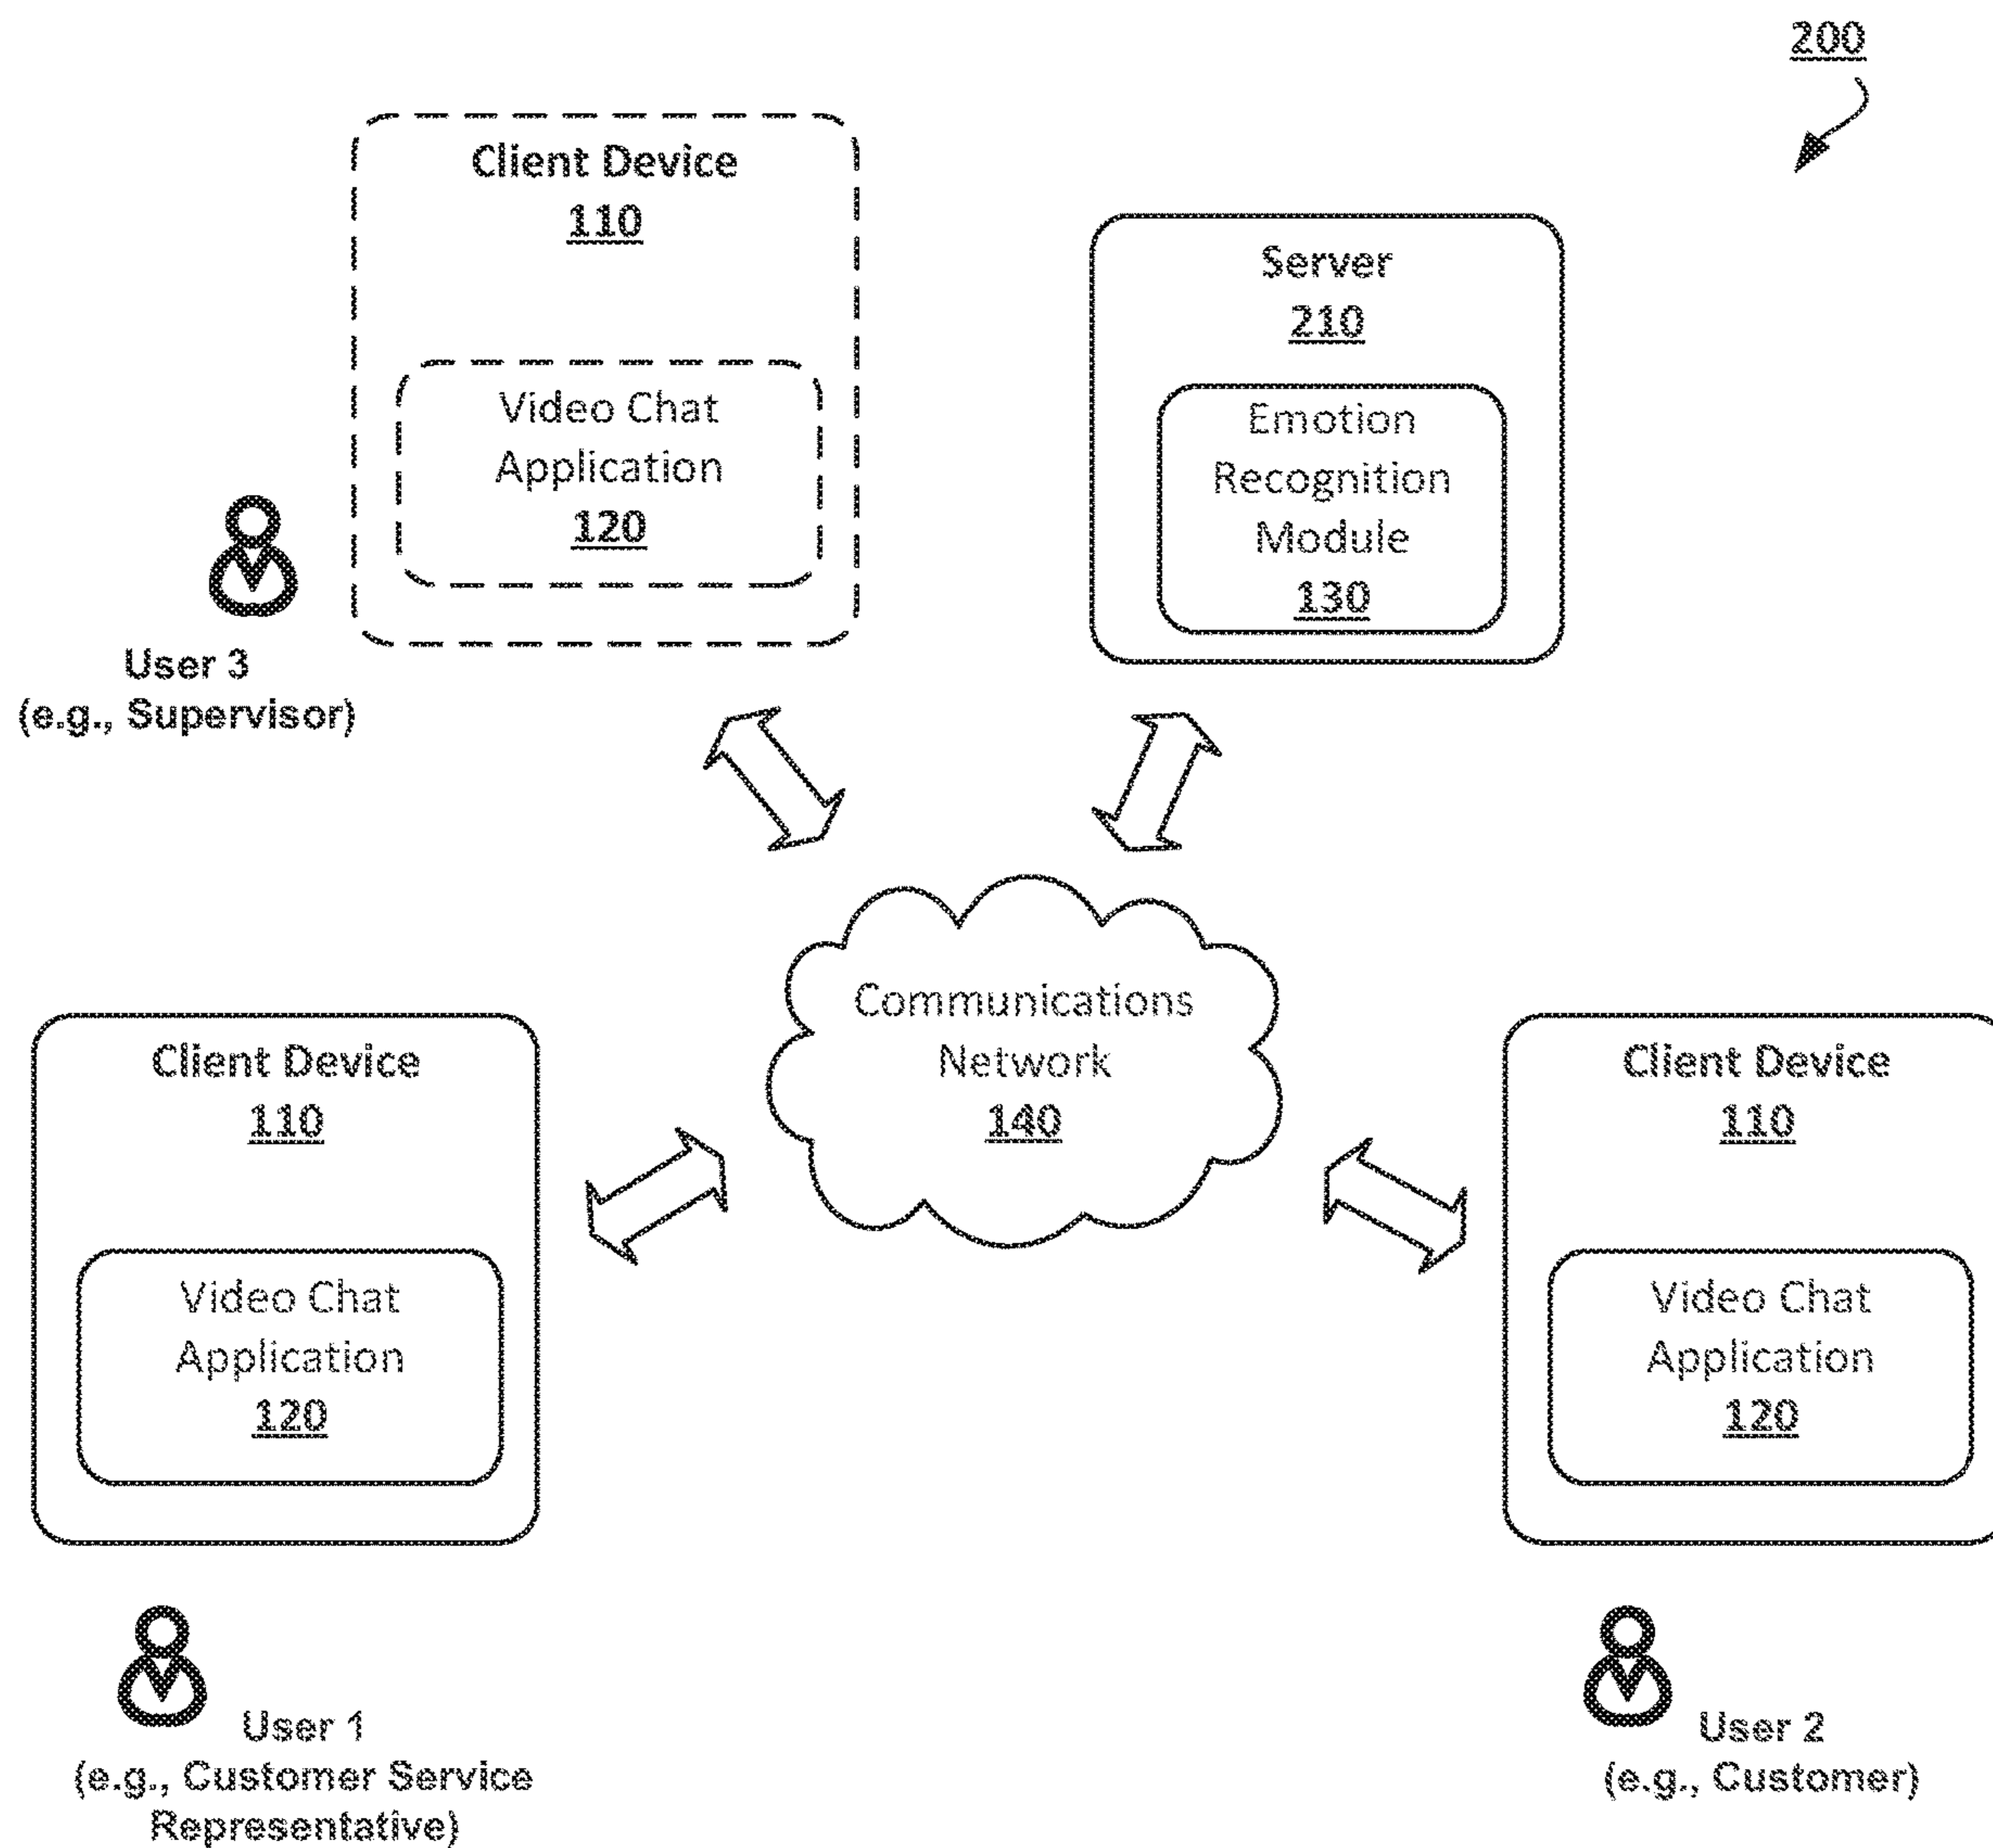 200
Client Device
110
Video Chat
Application
120
User 3
(e.g., Supervisor)
Server
210
Emotion
Recognition
Module
130
Communications
Network
140
Client Device
110
Video Chat
Application
120
User 1
(e.g., Customer Service
Representative)
Client Device
110
Video Chat
Application
120
User 2
(e.g., Customer)